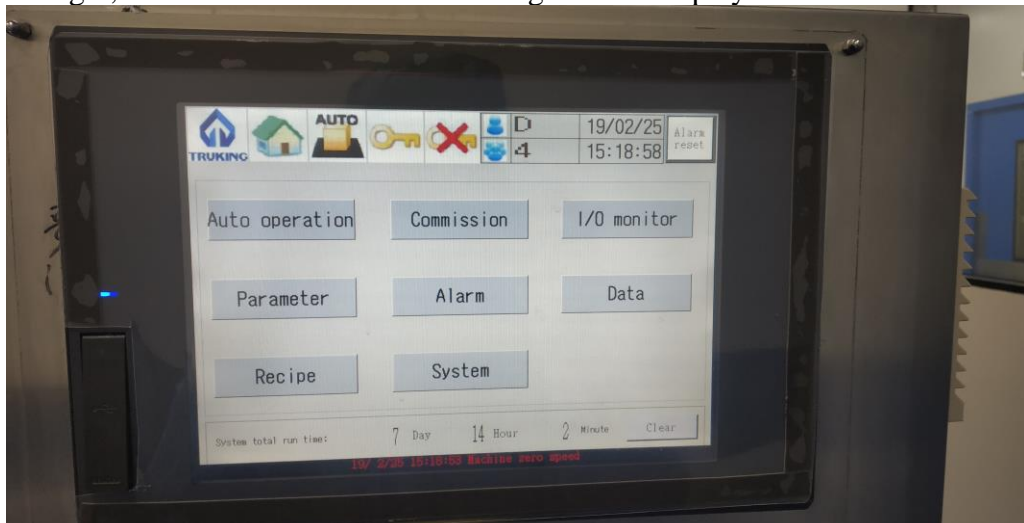 TRUKING
AUTO
D 19/02/25
4 15:18:58
Alarm
reset
Auto operation Commission I/O monitor
Parameter Alarm Data
Recipe System
System total run time: 7 Day 14 Hour 2 Minute Clear
19/ 2/25 15:18:53 Machine zero speed